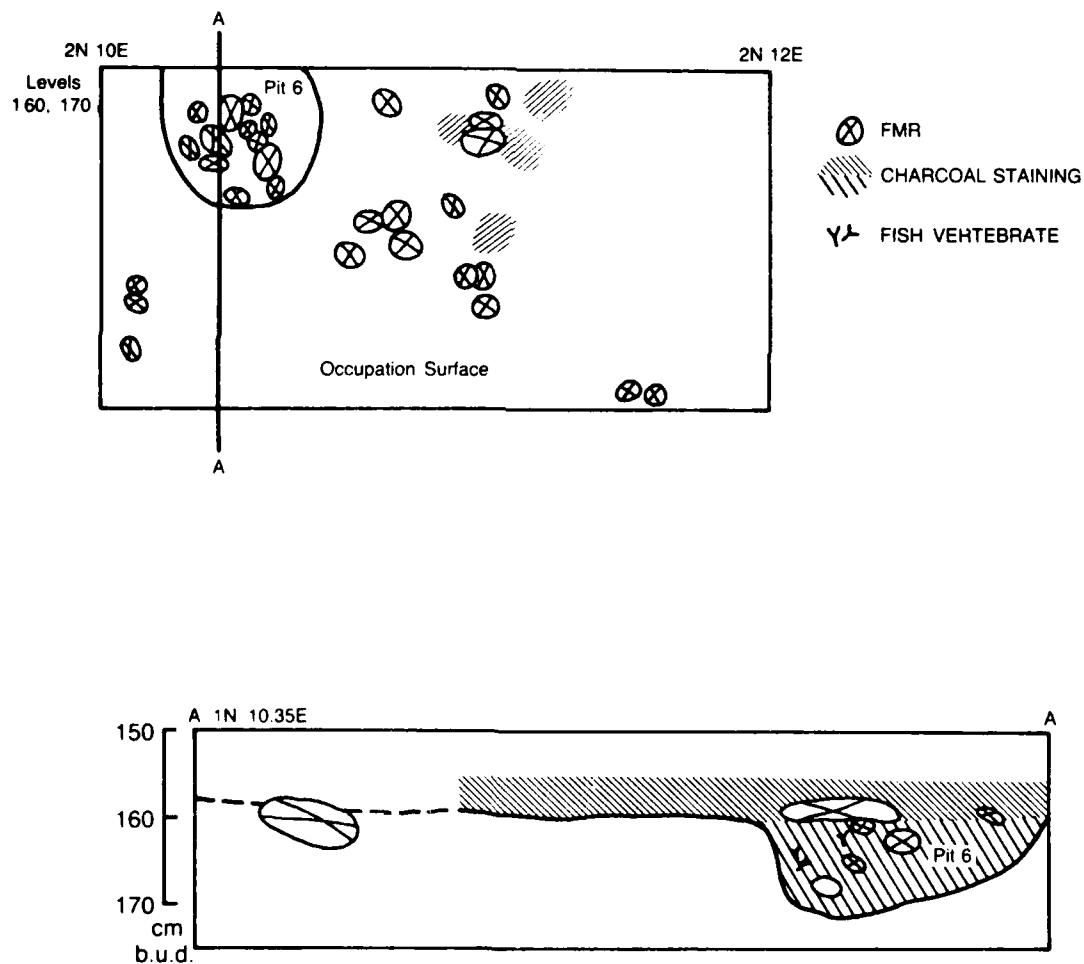 A
2N 10E
2N 12E
Levels
160, 170
Pit 6
FMR
CHARCOAL STAINING
FISH VEHTEBRATE
Occupation Surface
A
A 1N 10.35E
A
150
160
Pit 6
170
cm
b.u.d.